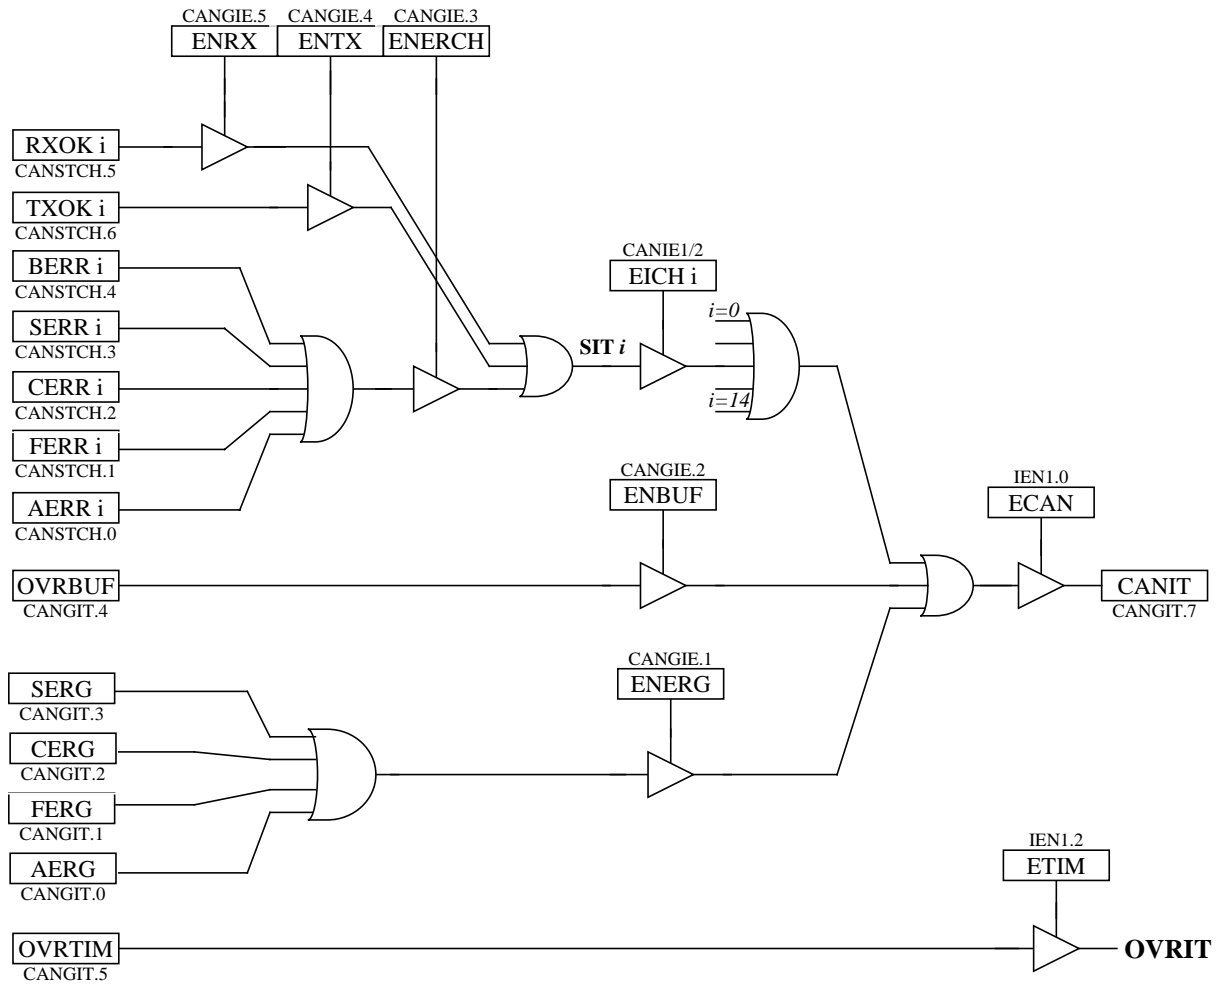 CANGIE.5 CANGIE.4 CANGIE.3
ENRX ENTX ENERCH
RXOK i
CANSTCH.5
TXOK i
CANSTCH.6
BERR i
CANSTCH.4
SERR i
CANSTCH.3
CERR i
CANSTCH.2
FERR i
CANSTCH.1
AERR i
CANSTCH.0
SIT i
CANIE1/2
EICH i
i=0
i=14
CANGIE.2
ENBUF
IEN1.0
ECAN
OVRBUF
CANGIT.4
CANIT
CANGIT.7
CANGIE.1
ENERG
SERG
CANGIT.3
CERG
CANGIT.2
FERG
CANGIT.1
AERG
CANGIT.0
IEN1.2
ETIM
OVRTIM
CANGIT.5
OVRIT